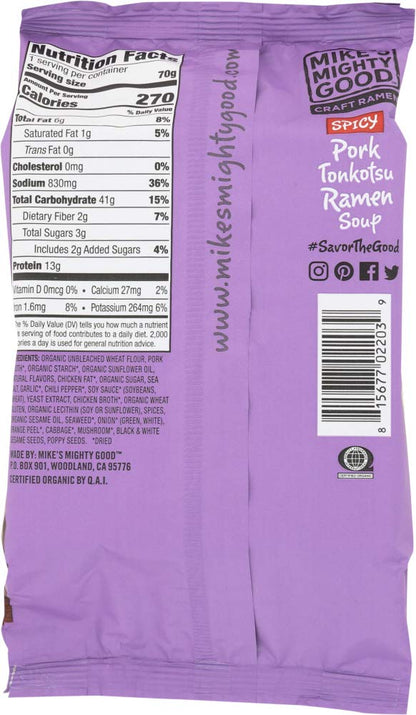 Nutrition Facts
1 serving per container
Serving size 70g
Amount Per Serving
Calories 270
% Daily Value
Total Fat 6g 8%
Saturated Fat 1g 5%
Trans Fat 0g
Cholesterol 0mg 0%
Sodium 830mg 36%
Total Carbohydrate 41g 15%
Dietary Fiber 2g 7%
Total Sugars 3g
Includes 2g Added Sugars 4%
Protein 13g
Vitamin D 0mcg 0% • Calcium 27mg 2%
Iron 1.6mg 8% • Potassium 264mg 6%
% Daily Value (DV) tells you how much a nutrient
a serving of food contributes to a daily diet. 2,000
calories a day is used for general nutrition advice.
INGREDIENTS: ORGANIC UNBLEACHED WHEAT FLOUR, PORK
BROTH*, ORGANIC STARCH*, ORGANIC SUNFLOWER OIL,
NATURAL FLAVORS, CHICKEN FAT*, ORGANIC SUGAR, SEA
SALT, GARLIC*, CHILI PEPPER*, SOY SAUCE* (SOYBEANS,
WHEAT), YEAST EXTRACT, CHICKEN BROTH*, ORGANIC WHEAT
GLUTEN, ORGANIC LECITHIN (SOY OR SUNFLOWER), SPICES,
ORGANIC SESAME OIL, SEAWEED*, ONION* (GREEN, WHITE),
ORANGE PEEL*, CABBAGE*, MUSHROOM*, BLACK & WHITE
SESAME SEEDS, POPPY SEEDS. *DRIED
MADE BY: MIKE'S MIGHTY GOOD™
P.O. BOX 901, WOODLAND, CA 95776
CERTIFIED ORGANIC BY Q.A.I.
www.mikesmightygood.com
MIKE'S
MIGHTY
GOOD
CRAFT RAMEN
SPICY
Pork
Tonkotsu
Ramen
Soup
#SavorTheGood
8 15677 02203 9